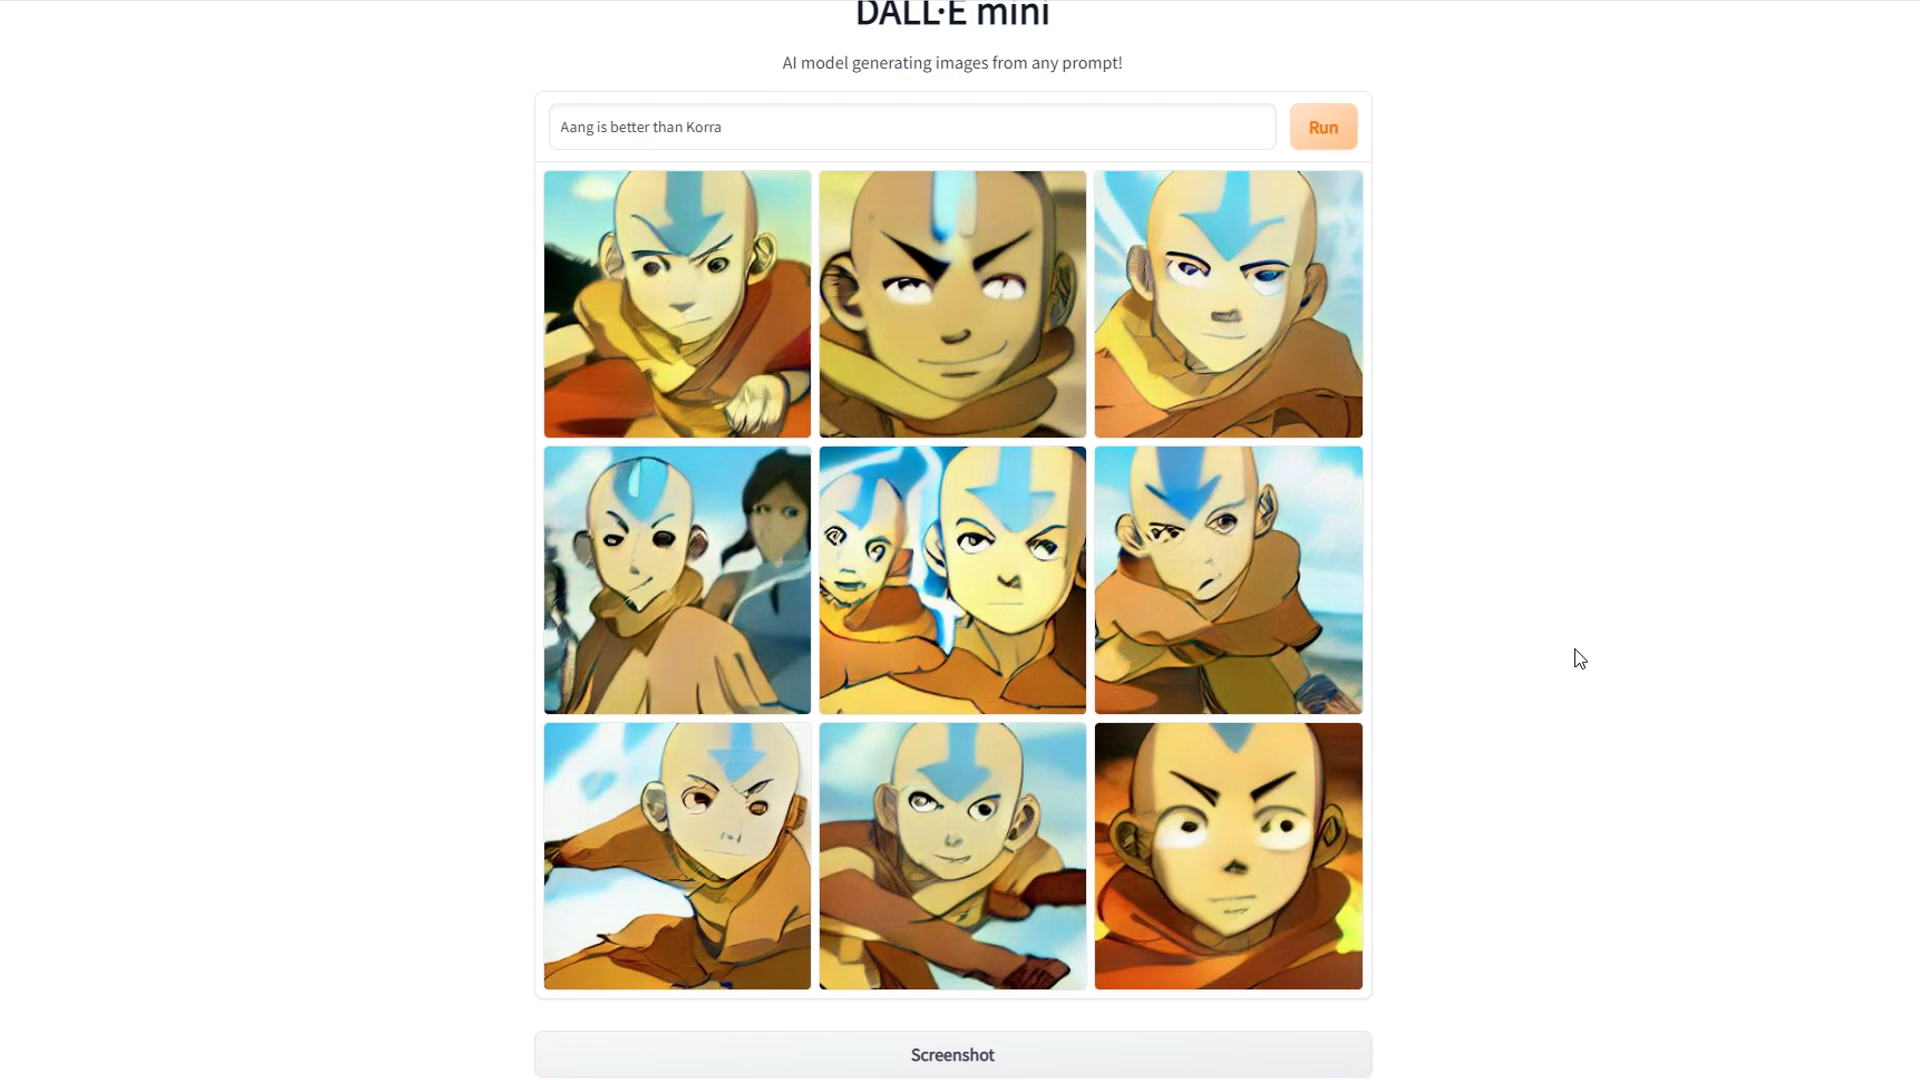 DALL·E mini
AI model generating images from any prompt!
Aang is better than Korra
Run
Screenshot